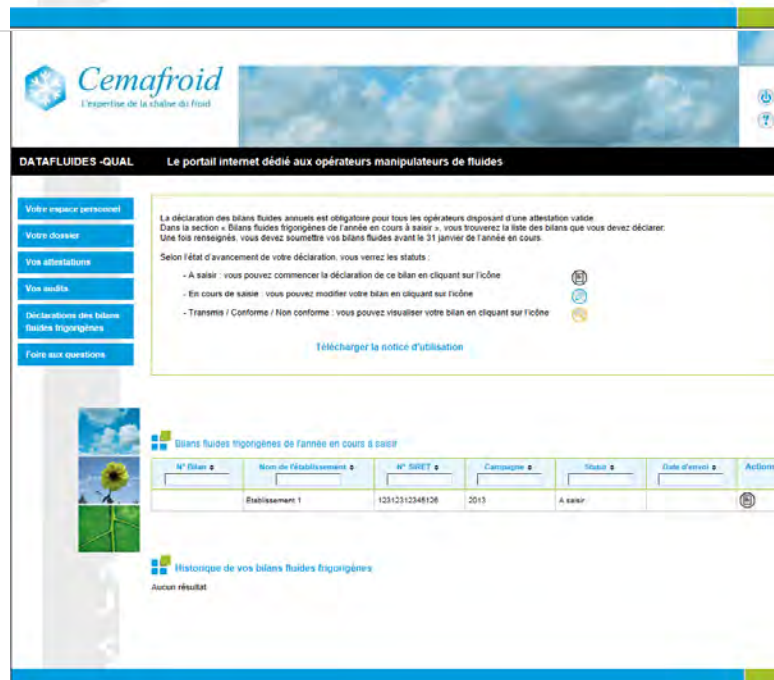 Cemafroid
L'expertise de la chaîne du froid
DATAFLUIDES -QUAL
Le portail internet dédié aux opérateurs manipulateurs de fluides
Votre espace personnel
Votre dossier
Vos attestations
Vos audits
Déclarations des bilans
fluides frigorigènes
Foire aux questions
La déclaration des bilans fluides annuels est obligatoire pour tous les opérateurs disposant d'une attestation valide.
Dans la section « Bilans fluides frigorigènes de l'année en cours à saisir », vous trouverez la liste des bilans que vous devez déclarer.
Une fois renseignés, vous devez soumettre vos bilans fluides avant le 31 janvier de l'année en cours.
Selon l'état d'avancement de votre déclaration, vous verrez les statuts :
- A saisir : vous pouvez commencer la déclaration de ce bilan en cliquant sur l'icône
- En cours de saisie : vous pouvez modifier votre bilan en cliquant sur l'icône
- Transmis / Conforme / Non conforme : vous pouvez visualiser votre bilan en cliquant sur l'icône
Télécharger la notice d'utilisation
Bilans fluides frigorigènes de l'année en cours à saisir
N° Bilan Nom de l'établissement N° SIRET Campagne Statut Date d'envoi Actions
Etablissement 1 12312312345126 2013 A saisir
Historique de vos bilans fluides frigorigènes
Aucun résultat